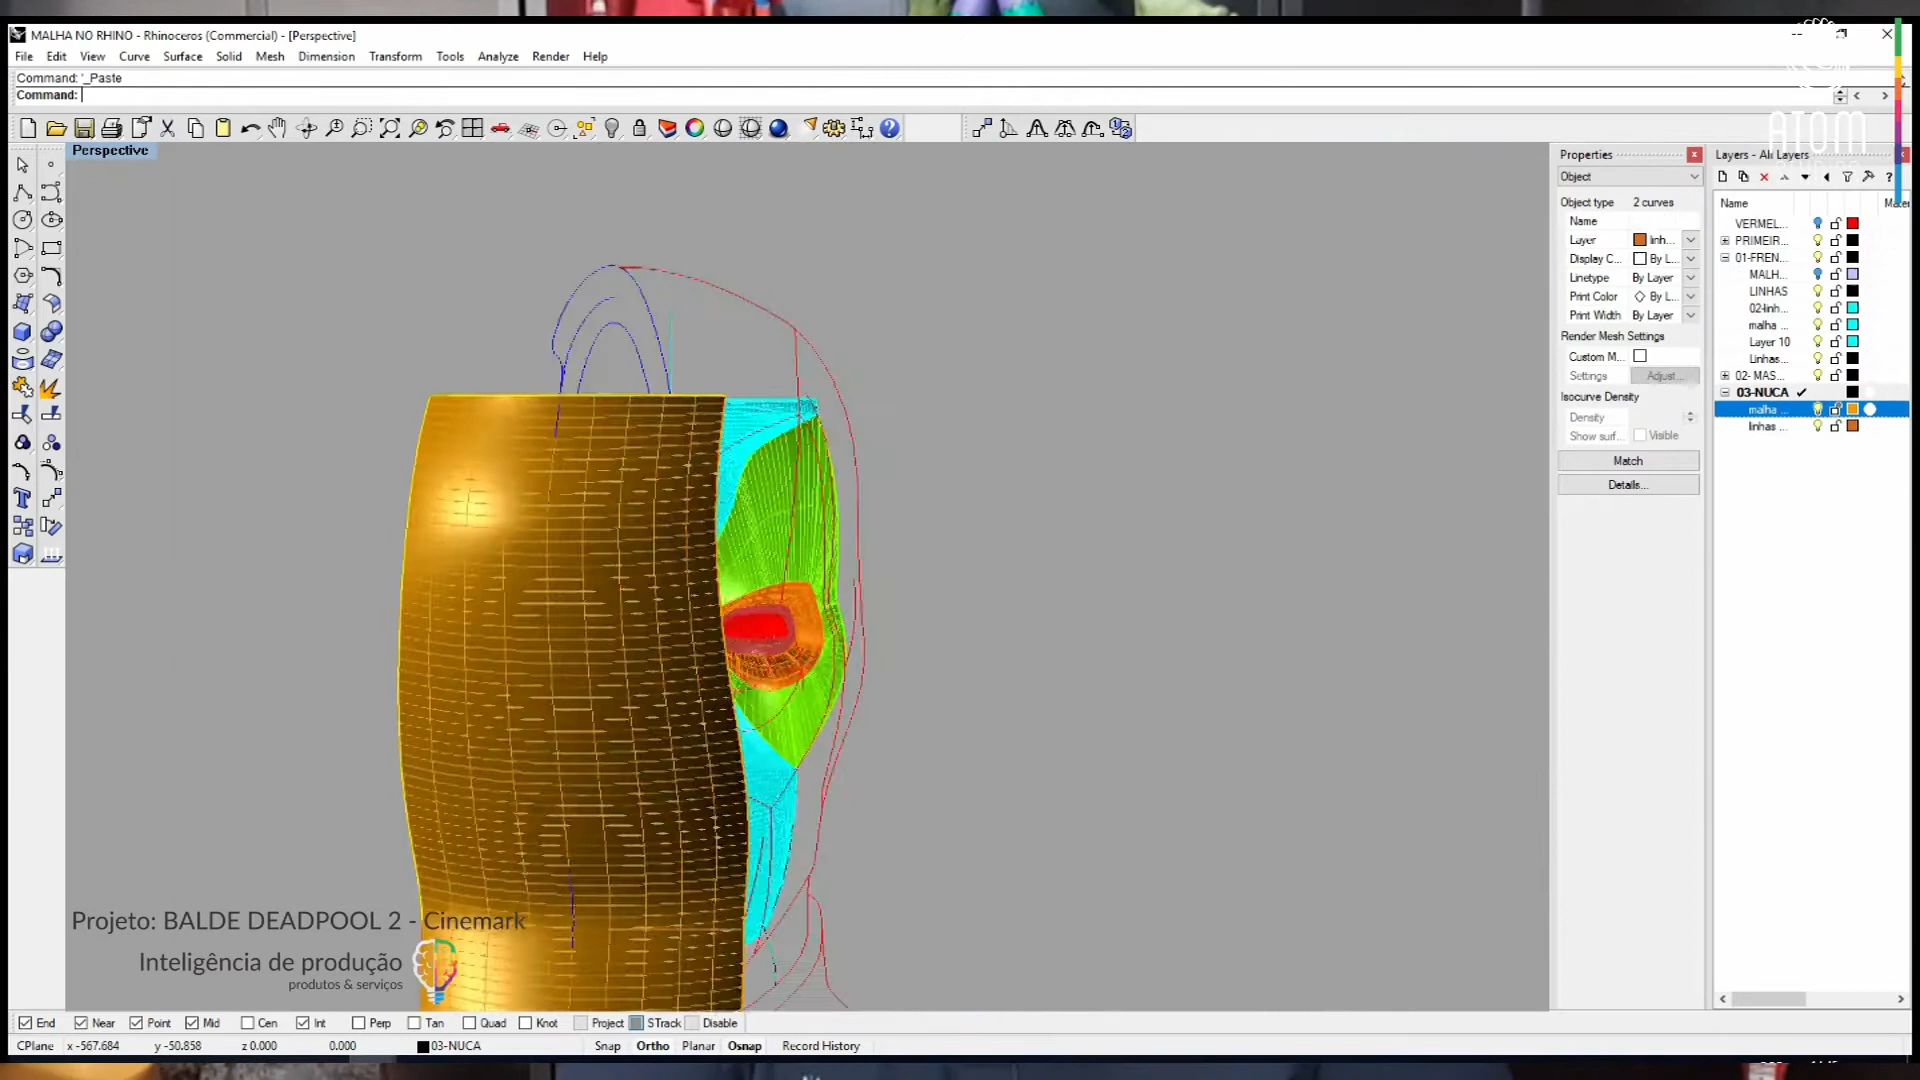 MALHA NO RHINO - Rhinoceros (Commercial) - [Perspective]
File Edit View Curve Surface Solid Mesh Dimension Transform Tools Analyze Render Help
Command: '_Paste
Command:
ATOM
Perspective
Properties
Object
Object type 2 curves
Name
Layer linh...
Display C... By L...
Linetype By Layer
Print Color By L...
Print Width By Layer
Render Mesh Settings
Custom M...
Settings Adjust...
Isocurve Density
Density
Show surf... Visible
Match
Details...
Layers - All Layers
Name
VERMEL...
PRIMEIR...
01-FREN...
MALH...
LINHAS
02-linh...
malha ...
Layer 10
Linhas...
02- MAS...
03-NUCA
malha ...
linhas ...
Projeto: BALDE DEADPOOL 2 - Cinemark
Inteligência de produção
produtos & serviços
End Near Point Mid Cen Int Perp Tan Quad Knot Project STrack Disable
CPlane x -567.684 y -50.858 z 0.000 0.000 03-NUCA Snap Ortho Planar Osnap Record History